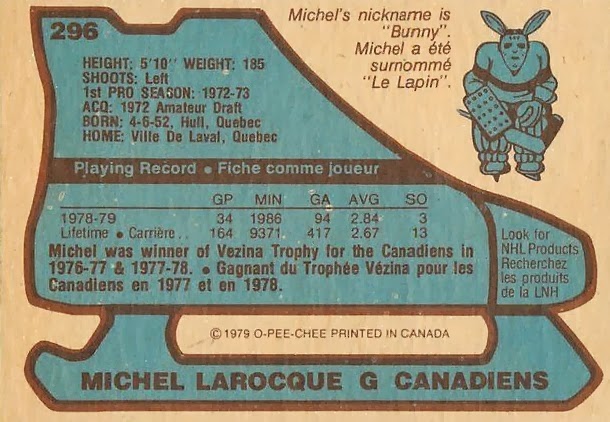 296
Michel's nickname is
"Bunny".
Michel a été
surnommé
"Le Lapin".
HEIGHT: 5'10" WEIGHT: 185
SHOOTS: Left
1st PRO SEASON: 1972-73
ACQ: 1972 Amateur Draft
BORN: 4-6-52, Hull, Quebec
HOME: Ville De Laval, Quebec
Playing Record • Fiche comme joueur
GP MIN GA AVG SO
1978-79 34 1986 94 2.84 3
Lifetime • Carrière.. 164 9371 417 2.67 13
Michel was winner of Vezina Trophy for the Canadiens in
1976-77 & 1977-78. • Gagnant du Trophée Vézina pour les
Canadiens en 1977 et en 1978.
Look for
NHL Products
Recherchez
les produits
de la LNH
© 1979 O-PEE-CHEE PRINTED IN CANADA
MICHEL LAROCQUE G CANADIENS